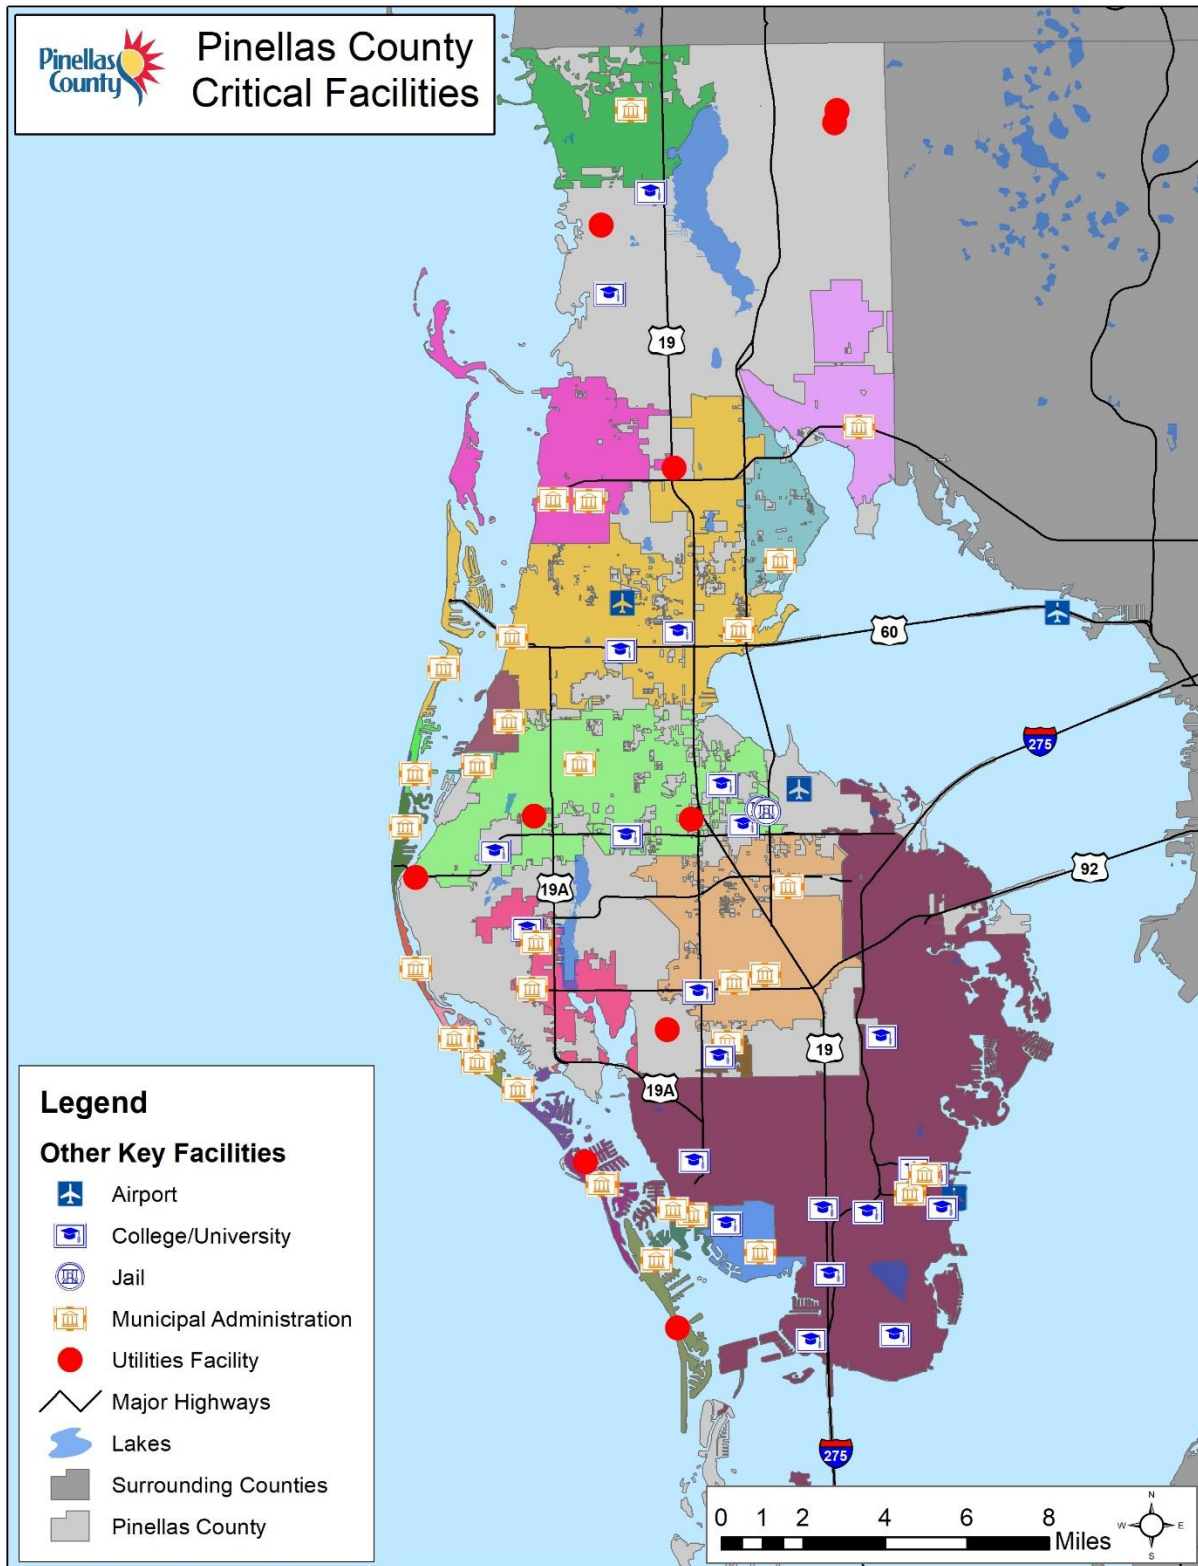 Pinellas
County
Pinellas County
Critical Facilities
19
60
275
92
19A
19
19A
275
Legend
Other Key Facilities
Airport
College/University
Jail
Municipal Administration
Utilities Facility
Major Highways
Lakes
Surrounding Counties
Pinellas County
0 1 2 4 6 8
Miles
N
W E
S